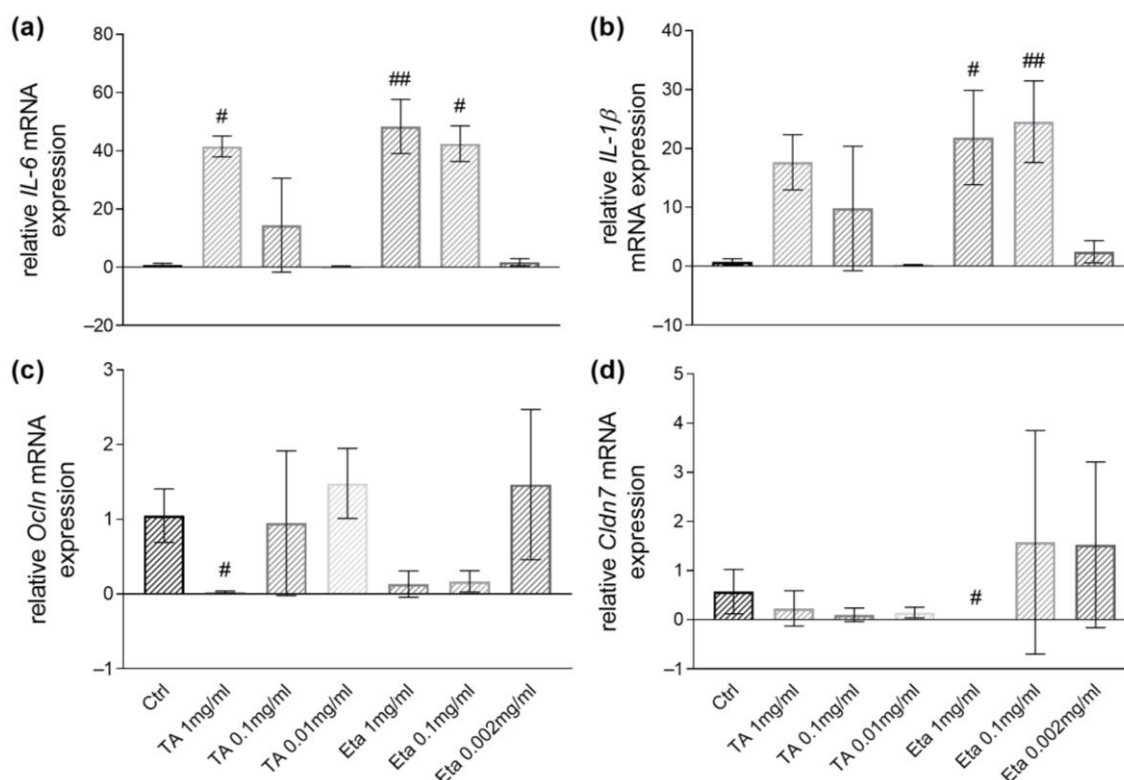 (a)
relative IL-6 mRNA
expression
80
60
40
20
0
–20
#
##
#
(b)
relative IL-1β
mRNA expression
40
30
20
10
0
–10
#
##
(c)
relative Ocln mRNA
expression
3
2
1
0
–1
#
Ctrl
TA 1mg/ml
TA 0.1mg/ml
TA 0.01mg/ml
Eta 1mg/ml
Eta 0.1mg/ml
Eta 0.002mg/ml
(d)
relative Cldn7 mRNA
expression
5
4
3
2
1
0
–1
#
Ctrl
TA 1mg/ml
TA 0.1mg/ml
TA 0.01mg/ml
Eta 1mg/ml
Eta 0.1mg/ml
Eta 0.002mg/ml